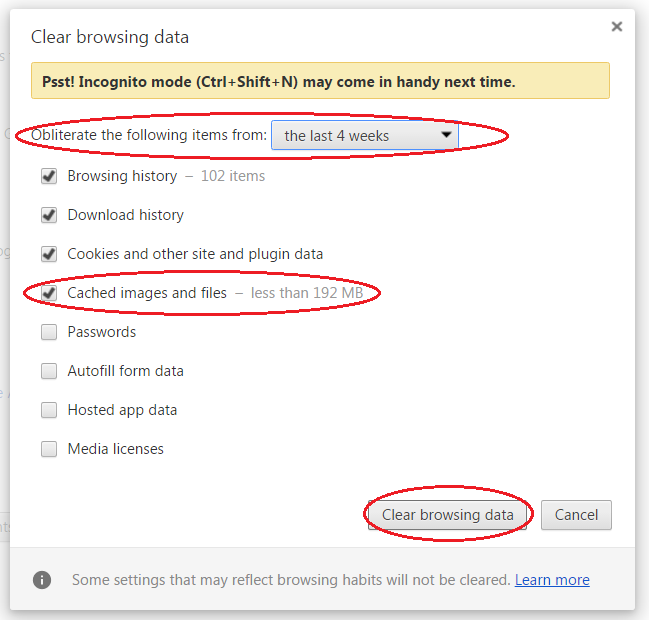 Clear browsing data
Psst! Incognito mode (Ctrl+Shift+N) may come in handy next time.
Obliterate the following items from: the last 4 weeks
Browsing history – 102 items
Download history
Cookies and other site and plugin data
Cached images and files – less than 192 MB
Passwords
Autofill form data
Hosted app data
Media licenses
Clear browsing data Cancel
Some settings that may reflect browsing habits will not be cleared. Learn more